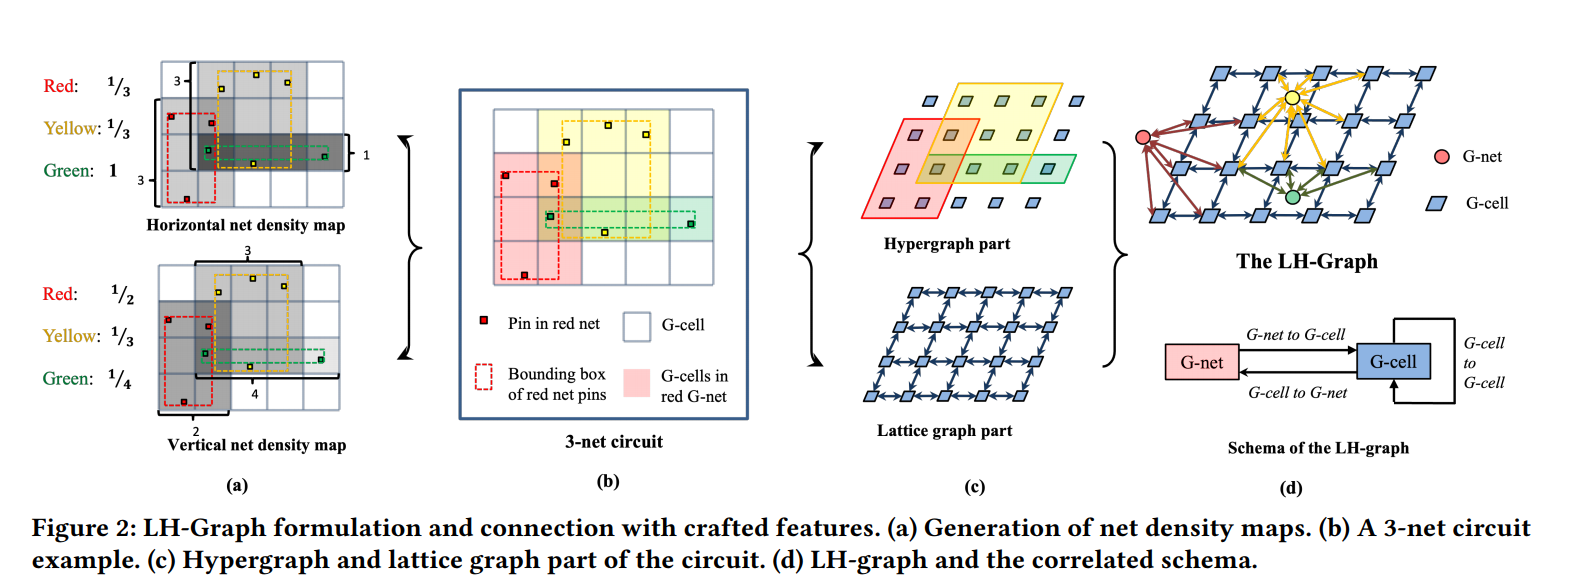 Red: 1/3
Yellow: 1/3
Green: 1
3
3
1
Horizontal net density map
Red: 1/2
Yellow: 1/3
Green: 1/4
3
4
2
Vertical net density map
(a)
Pin in red net
G-cell
Bounding box
of red net pins
G-cells in
red G-net
3-net circuit
(b)
Hypergraph part
Lattice graph part
(c)
G-net
G-cell
The LH-Graph
G-net to G-cell
G-net
G-cell
G-cell to G-net
G-cell
to
G-cell
Schema of the LH-graph
(d)
Figure 2: LH-Graph formulation and connection with crafted features. (a) Generation of net density maps. (b) A 3-net circuit
example. (c) Hypergraph and lattice graph part of the circuit. (d) LH-graph and the correlated schema.